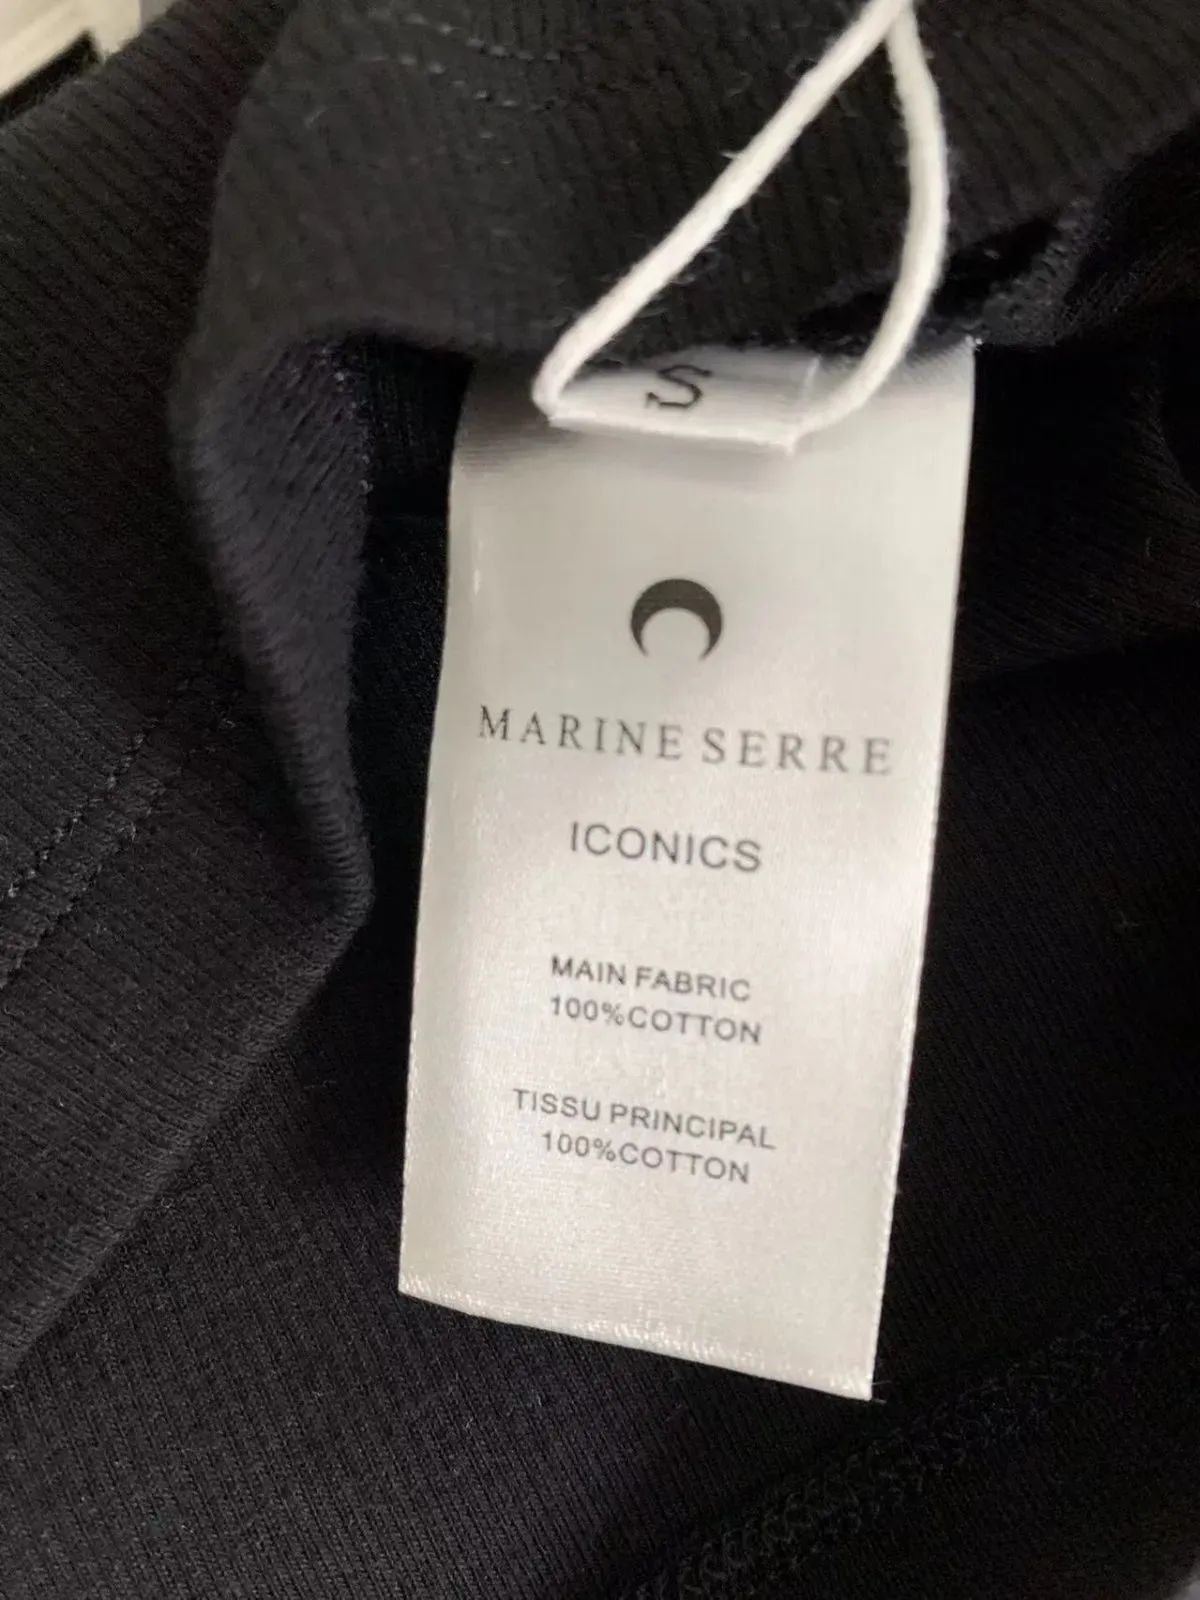 S
MARINE SERRE
ICONICS
MAIN FABRIC
100%COTTON
TISSU PRINCIPAL
100%COTTON